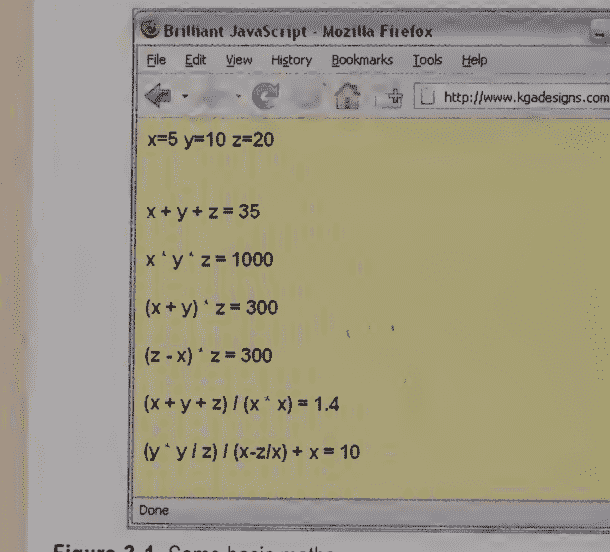 Brilliant JavaScript - Mozilla Firefox
File Edit View History Bookmarks Tools Help
http://www.kgadesigns.com
x=5 y=10 z=20
x + y + z = 35
x * y * z = 1000
(x + y) * z = 300
(z - x) * z = 300
(x + y + z) / (x * x) = 1.4
(y * y / z) / (x-z/x) + x = 10
Done
Figure 3.1 Some basic maths